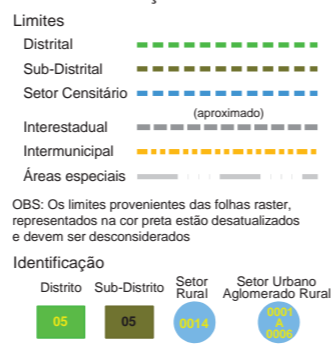 Limites
Distrital
Sub-Distrital
Setor Censitário
(aproximado)
Interestadual
Intermunicipal
Áreas especiais
OBS: Os limites provenientes das folhas raster,
representados na cor preta estão desatualizados
e devem ser desconsiderados
Identificação
Distrito Sub-Distrito Setor Rural Setor Urbano Aglomerado Rural
05 05 0014 0001 A 0006